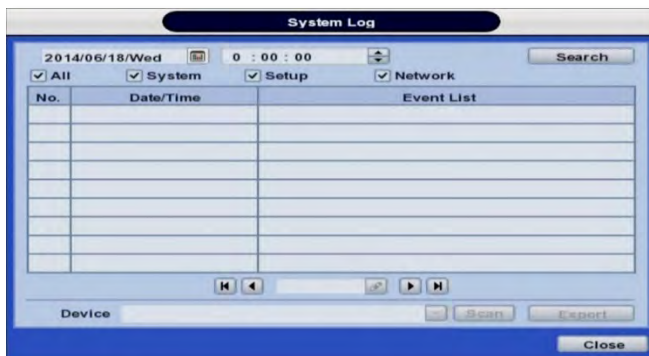 System Log
2014/06/18/Wed 0 : 00 : 00 Search
All System Setup Network
No. Date/Time Event List
Device Scan Export
Close